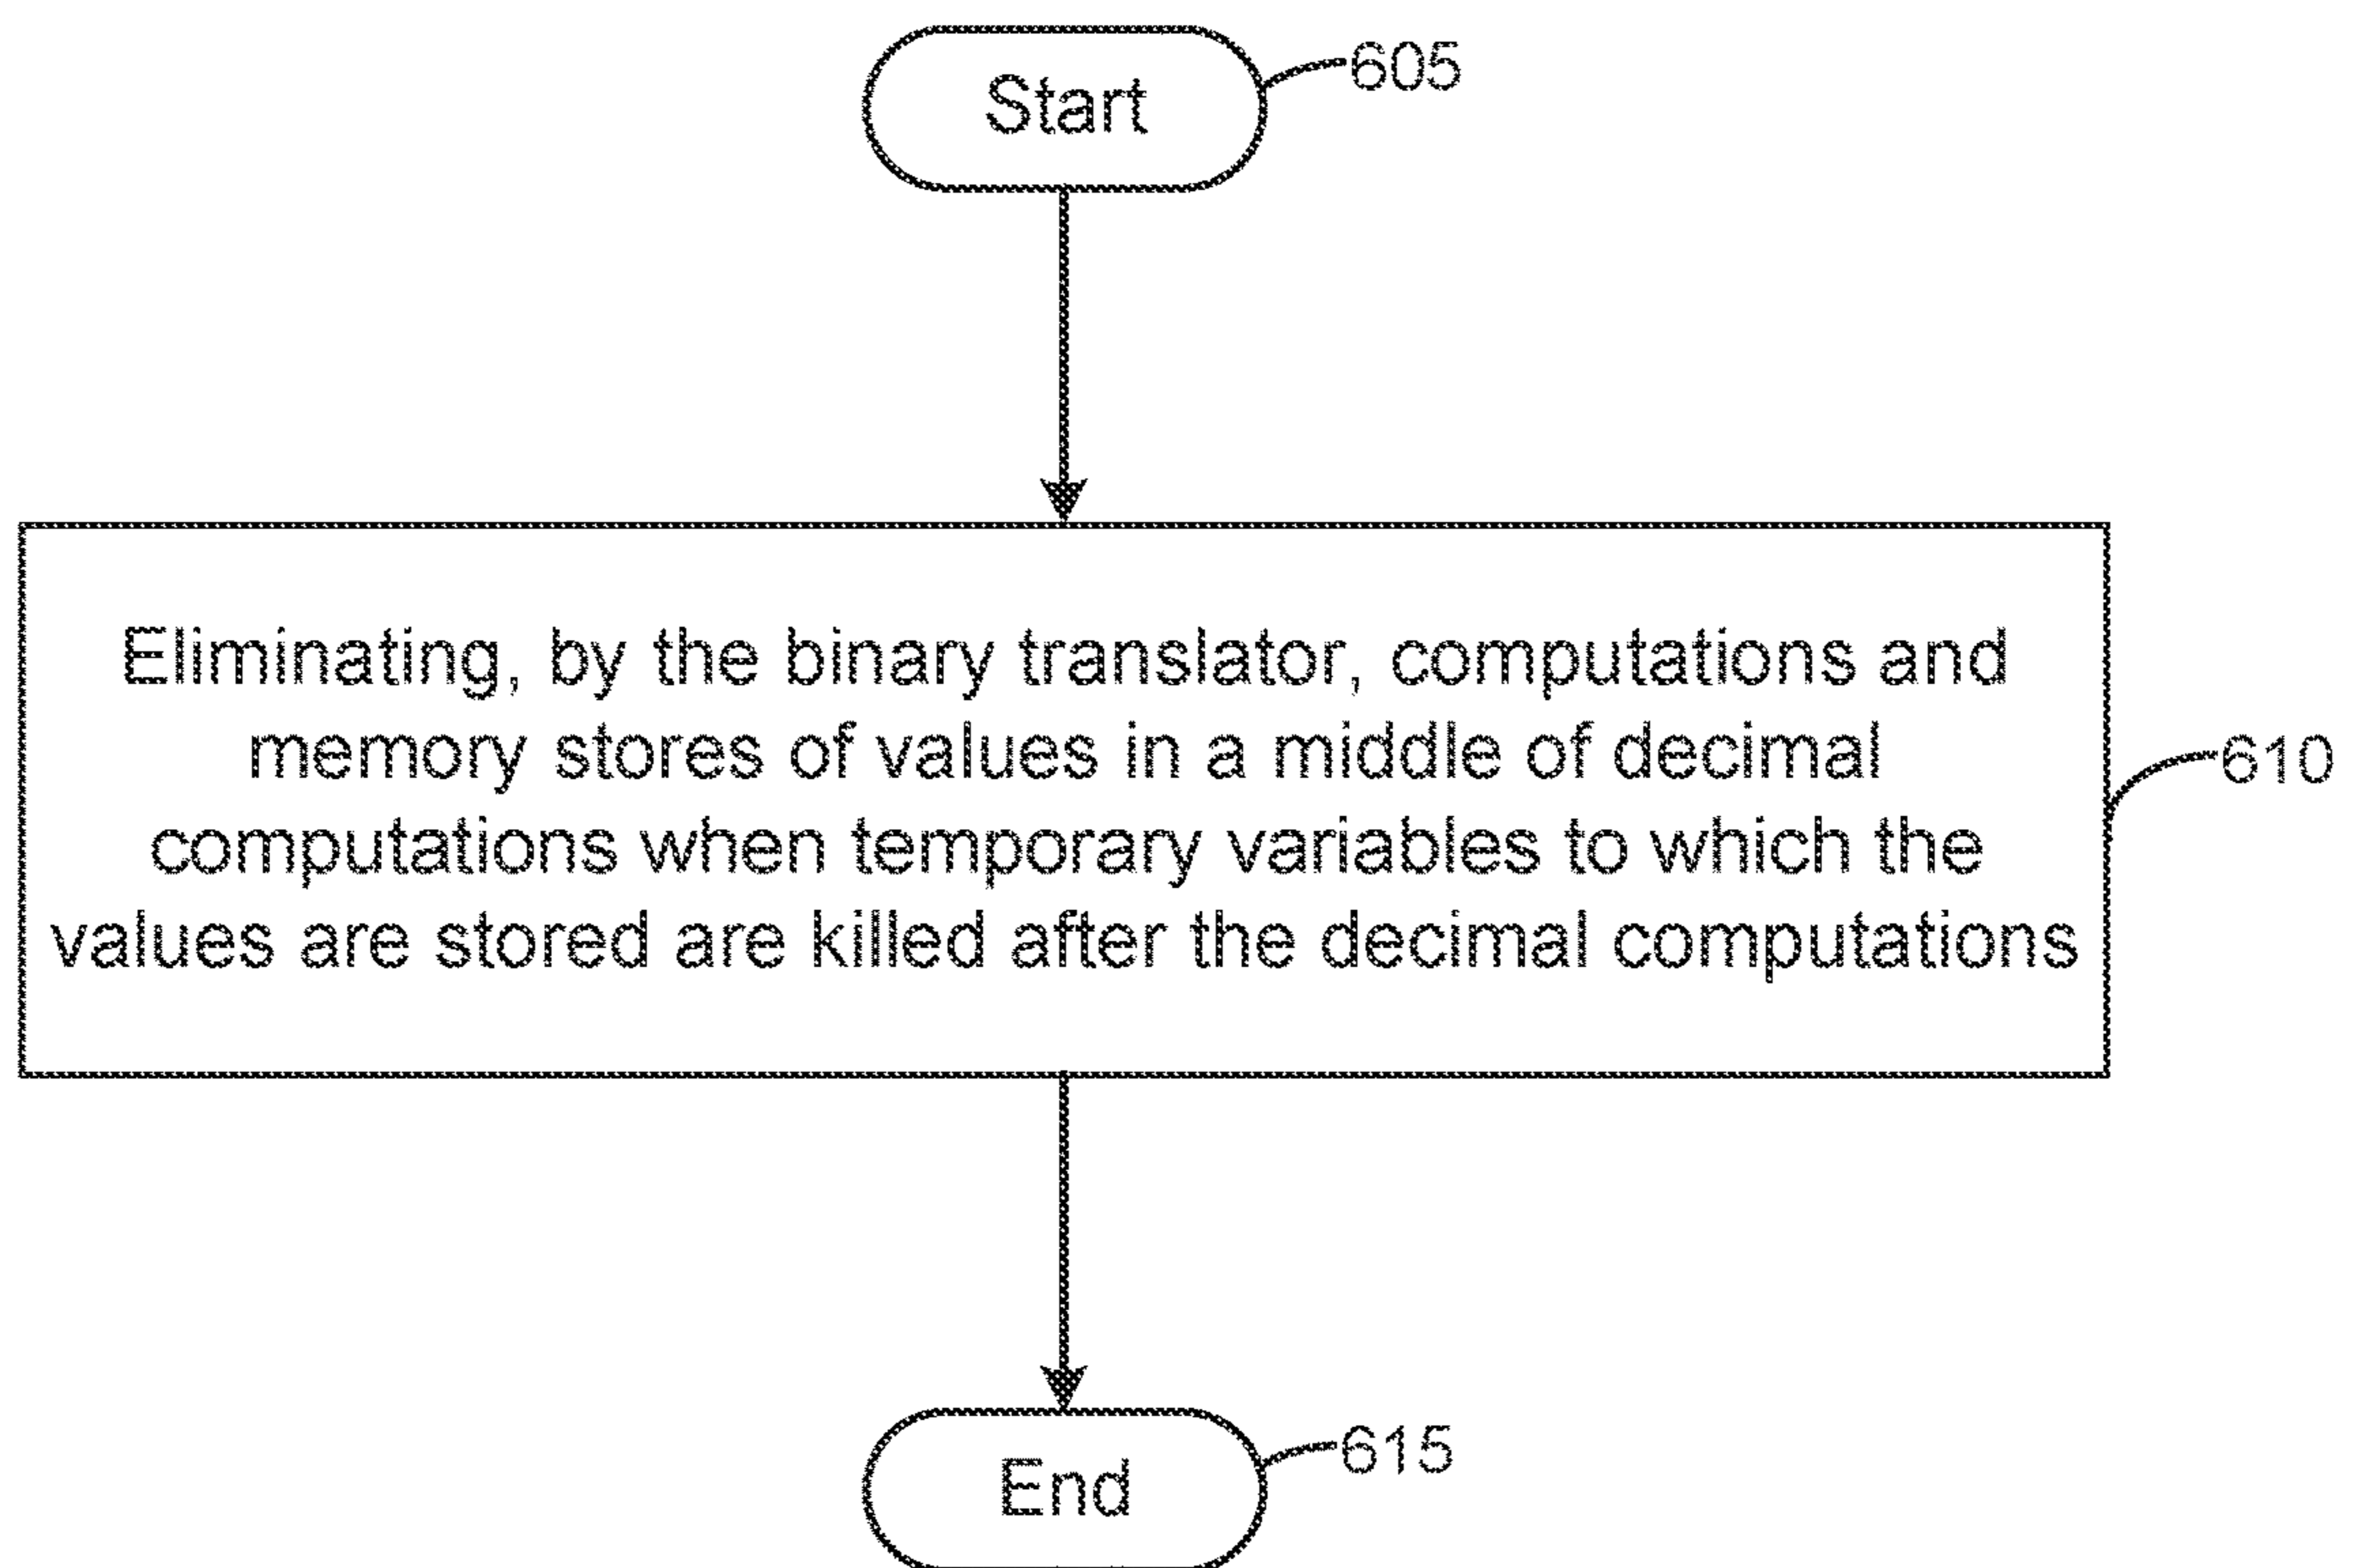 Start
605
Eliminating, by the binary translator, computations and
memory stores of values in a middle of decimal
computations when temporary variables to which the
values are stored are killed after the decimal computations
610
End
615